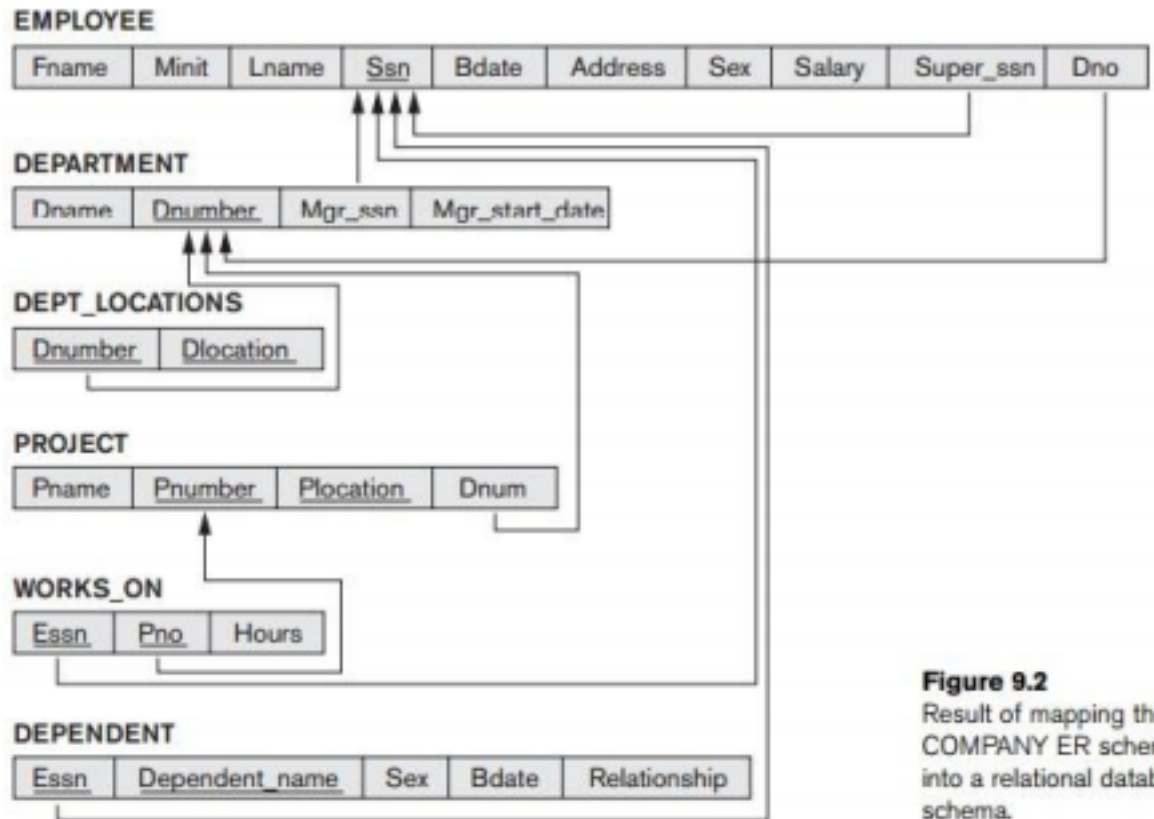 EMPLOYEE
Fname Minit Lname Ssn Bdate Address Sex Salary Super_ssn Dno
DEPARTMENT
Dname Dnumber Mgr_ssn Mgr_start_date
DEPT_LOCATIONS
Dnumber Dlocation
PROJECT
Pname Pnumber Plocation Dnum
WORKS_ON
Essn Pno Hours
DEPENDENT
Essn Dependent_name Sex Bdate Relationship
Figure 9.2
Result of mapping th
COMPANY ER scher
into a relational datab
schema.